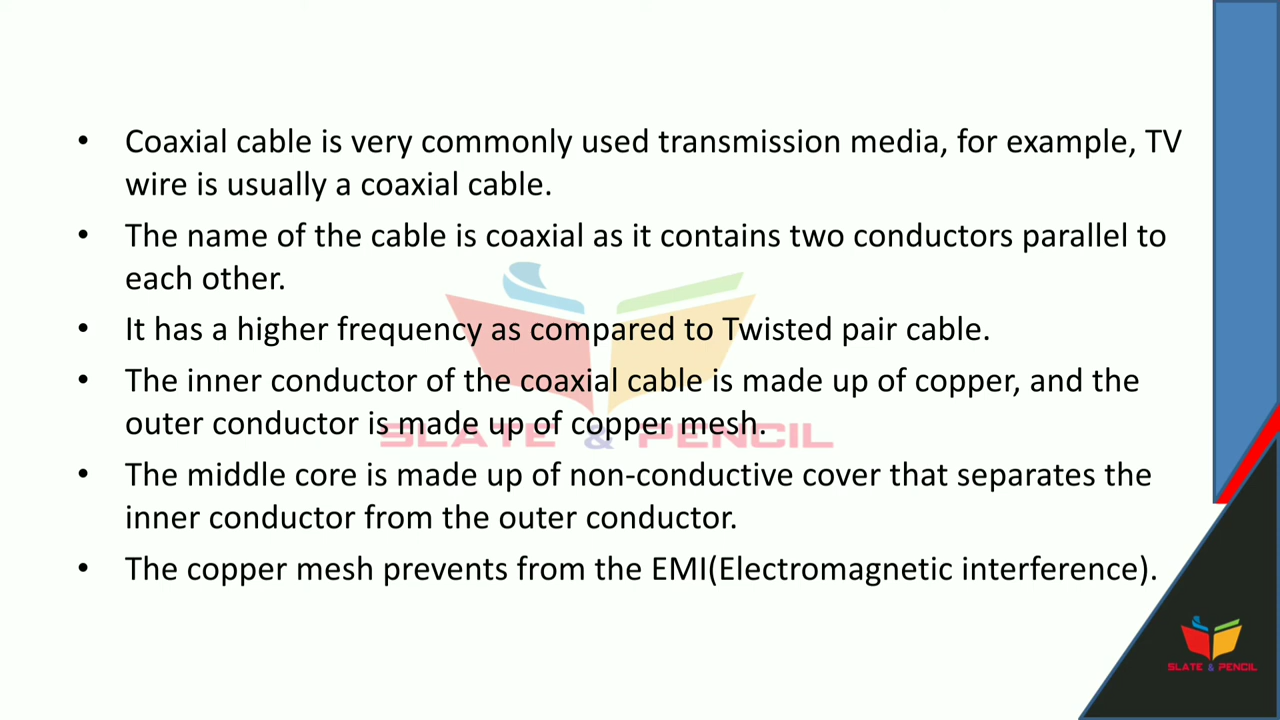 • Coaxial cable is very commonly used transmission media, for example, TV
wire is usually a coaxial cable.
• The name of the cable is coaxial as it contains two conductors parallel to
each other.
• It has a higher frequency as compared to Twisted pair cable.
• The inner conductor of the coaxial cable is made up of copper, and the
outer conductor is made up of copper mesh.
SLATE & PENCIL
• The middle core is made up of non-conductive cover that separates the
inner conductor from the outer conductor.
• The copper mesh prevents from the EMI(Electromagnetic interference).
SLATE & PENCIL